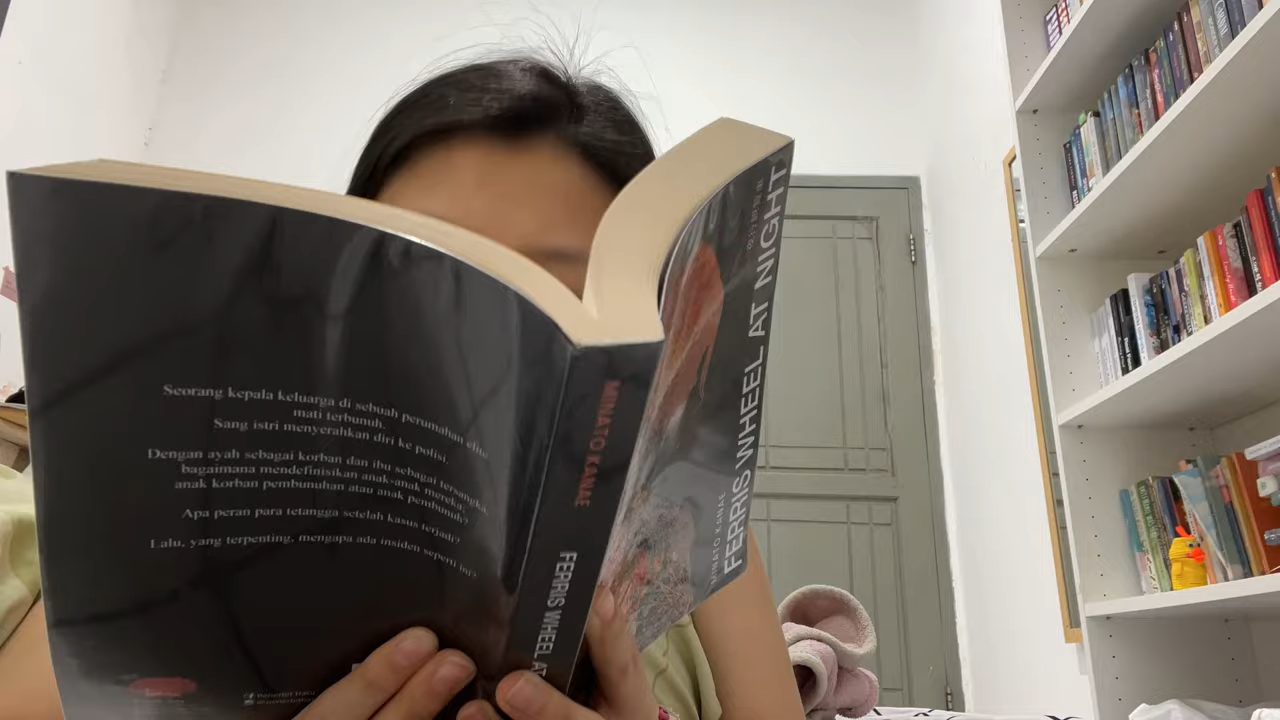 Seorang kepala keluarga di sebuah perumahan elite
mati terbunuh.
Sang istri menyerahkan diri ke polisi.
Dengan ayah sebagai korban dan ibu sebagai tersangka,
bagaimana mendefinisikan anak-anak mereka:
anak korban pembunuhan atau anak pembunuh?
Apa peran para tetangga setelah kasus terjadi?
Lalu, yang terpenting, mengapa ada insiden seperti ini?
MINATO KANAE
FERRIS WHEEL AT
MINATO KANAE
FERRIS WHEEL AT NIGHT